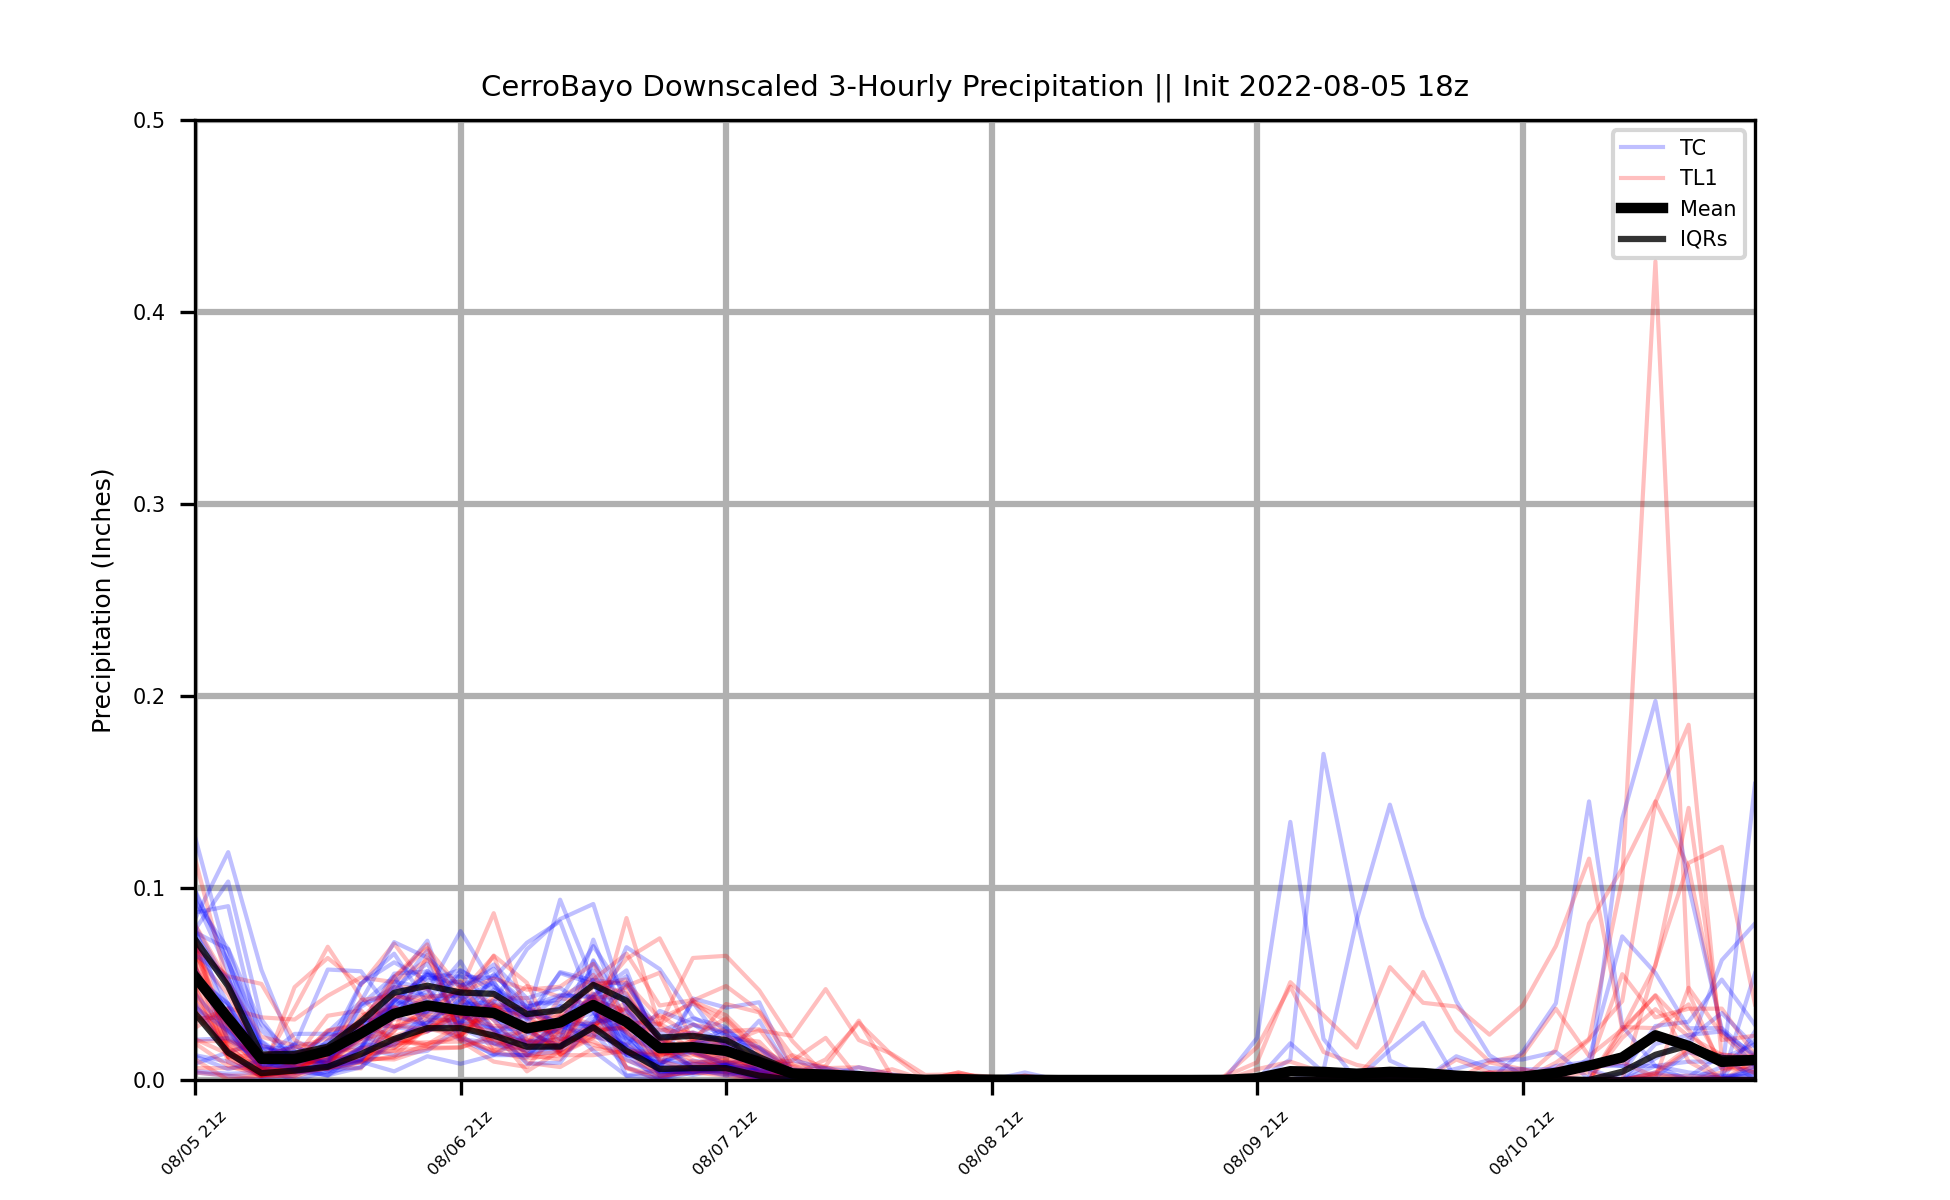 CerroBayo Downscaled 3-Hourly Precipitation || Init 2022-08-05 18z
TC
TL1
Mean
IQRs
Precipitation (Inches)
0.5
0.4
0.3
0.2
0.1
0.0
08/05 21z
08/06 21z
08/07 21z
08/08 21z
08/09 21z
08/10 21z